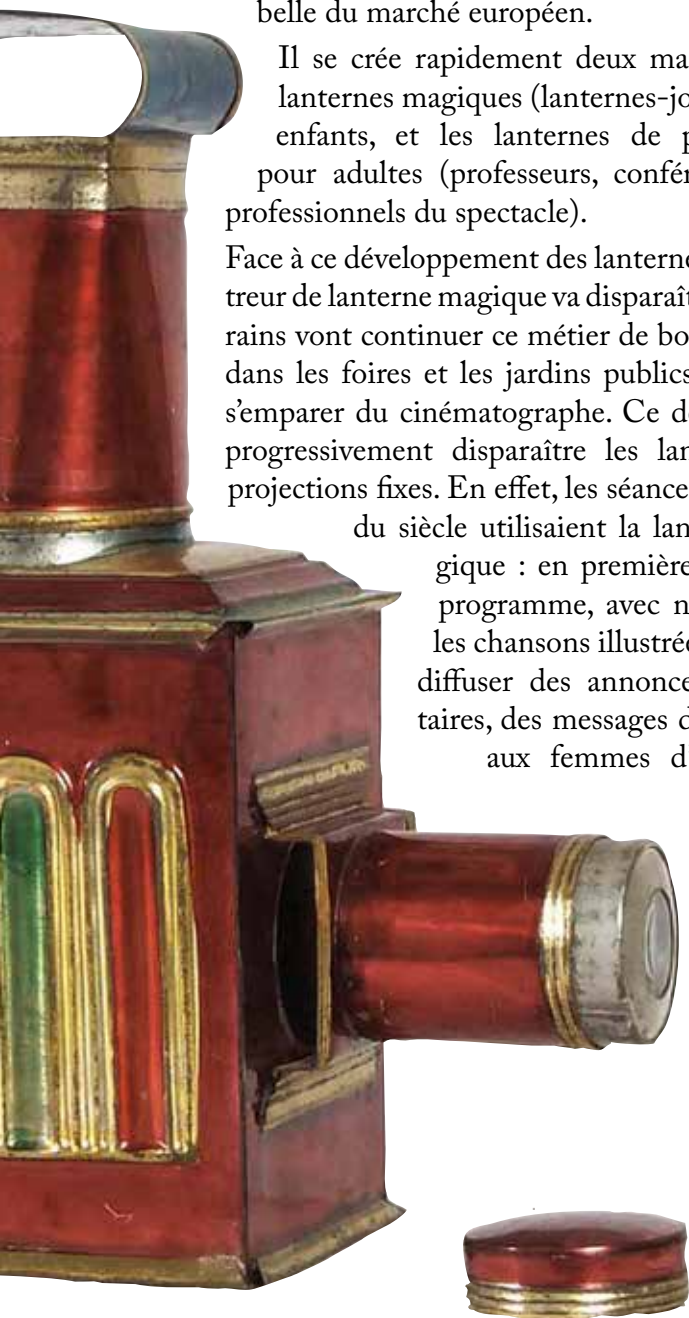 belle du marché européen.
Il se crée rapidement deux ma
lanternes magiques (lanternes-jo
enfants, et les lanternes de p
pour adultes (professeurs, confér
professionnels du spectacle).
Face à ce développement des lanterne
treur de lanterne magique va disparaît
rains vont continuer ce métier de bo
dans les foires et les jardins publics
s’emparer du cinématographe. Ce de
progressivement disparaître les lan
projections fixes. En effet, les séance
du siècle utilisaient la lan
gique : en première
programme, avec n
les chansons illustrée
diffuser des annonce
taires, des messages d
aux femmes d’